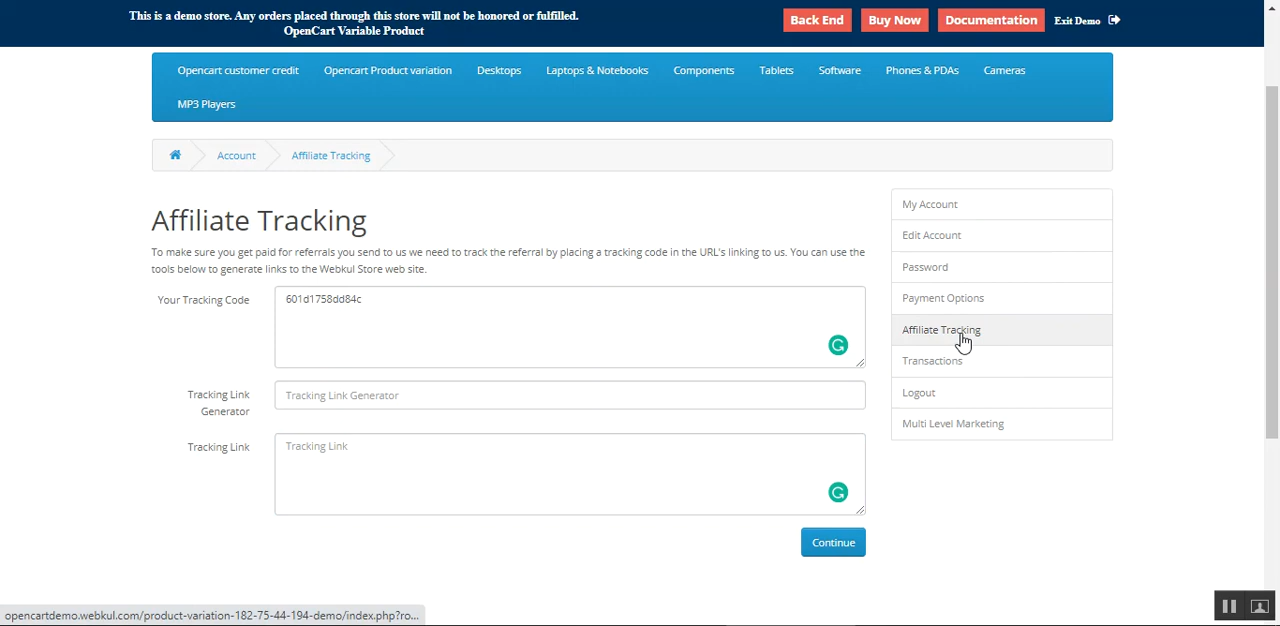 This is a demo store. Any orders placed through this store will not be honored or fulfilled.
OpenCart Variable Product
Back End
Buy Now
Documentation
Exit Demo
Opencart customer credit
Opencart Product variation
Desktops
Laptops & Notebooks
Components
Tablets
Software
Phones & PDAs
Cameras
MP3 Players
Account
Affiliate Tracking
Affiliate Tracking
To make sure you get paid for referrals you send to us we need to track the referral by placing a tracking code in the URL's linking to us. You can use the
tools below to generate links to the Webkul Store web site.
Your Tracking Code
601d1758dd84c
Tracking Link
Generator
Tracking Link Generator
Tracking Link
Tracking Link
Continue
My Account
Edit Account
Password
Payment Options
Affiliate Tracking
Transactions
Logout
Multi Level Marketing
opencartdemo.webkul.com/product-variation-182-75-44-194-demo/index.php?ro...